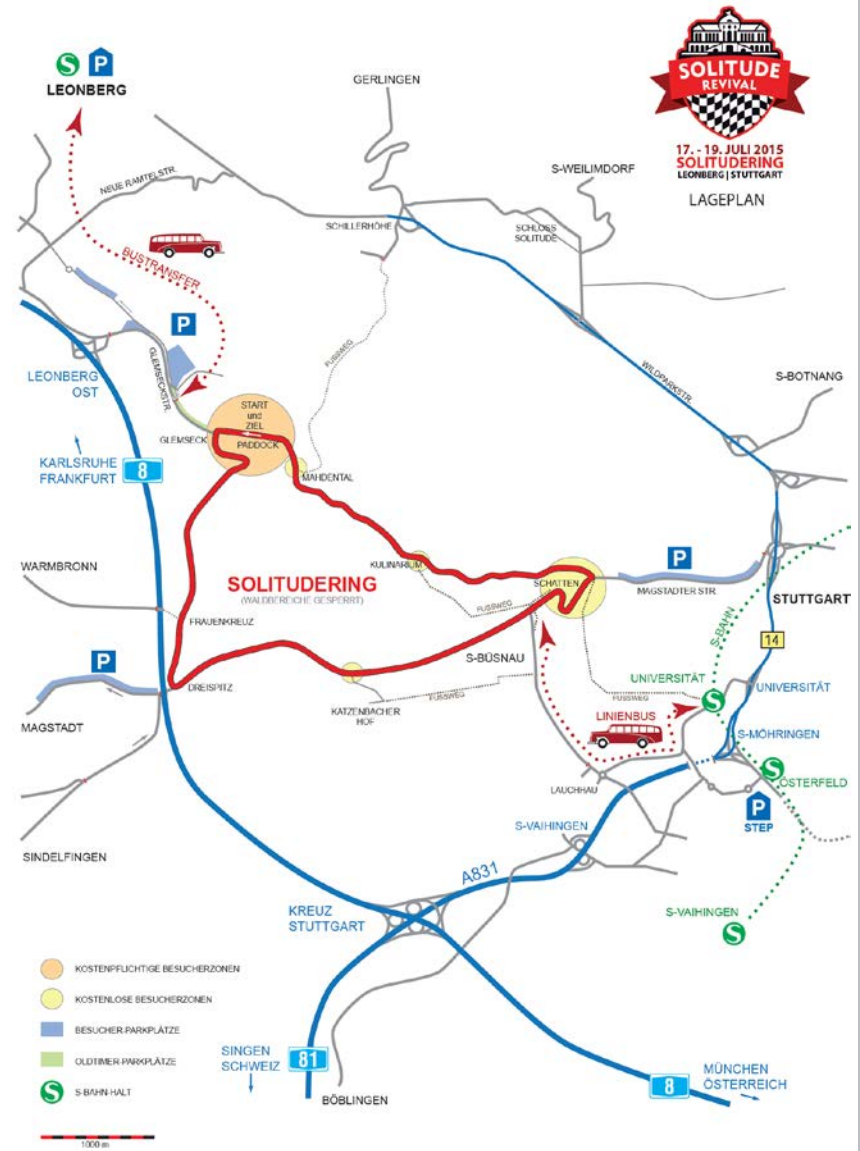 SOLITUDE
REVIVAL
17. - 19. JULI 2015
SOLITUDERING
LEONBERG | STUTTGART
LAGEPLAN
S P
LEONBERG
GERLINGEN
S-WEILIMDORF
NEUE RAMTELSTR.
SCHILLERHÖHE
SCHLOSS
SOLITUDE
BUSTRANSFER
P
FUSSWEG
GLEMSECKSTR.
WILDPARKSTR.
LEONBERG
OST
S-BOTNANG
START
und
ZIEL
PADDOCK
GLEMSECK
KARLSRUHE
FRANKFURT
8
MAHDENTAL
WARMBRONN
KULINARIUM
P
SOLITUDERING
(WALDBEREICHE GESPERRT)
SCHATTEN
MAGSTADTER STR.
STUTTGART
FUSSWEG
FRAUENKREUZ
S-BAHN
14
P
S-BÜSNAU
DREISPITZ
UNIVERSITÄT
S
UNIVERSITÄT
FUSSWEG
FUSSWEG
KATZENBACHER
HOF
MAGSTADT
LINIENBUS
S-MÖHRINGEN
S
ÖSTERFELD
LAUCHHAU
P
STEP
S-VAIHINGEN
SINDELFINGEN
A831
KREUZ
STUTTGART
S-VAIHINGEN
S
KOSTENPFLICHTIGE BESUCHERZONEN
KOSTENLOSE BESUCHERZONEN
BESUCHER-PARKPLÄTZE
OLDTIMER-PARKPLÄTZE
S
S-BAHN-HALT
SINGEN
SCHWEIZ
81
BÖBLINGEN
8
MÜNCHEN
ÖSTERREICH
1000 m